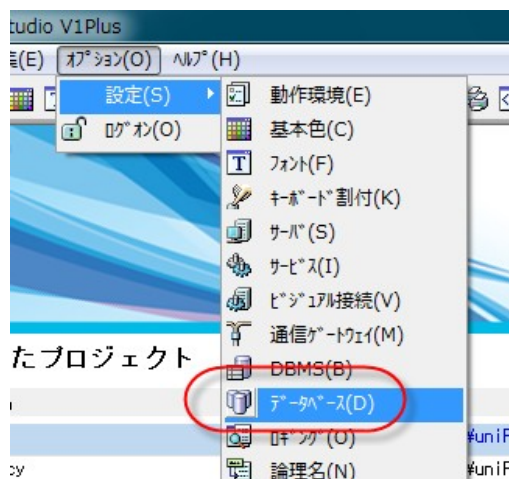 tudio V1Plus
(E) ｵﾌﾟｼｮﾝ(O) ﾍﾙﾌﾟ(H)
設定(S)
ﾛｸﾞｵﾝ(O)
動作環境(E)
基本色(C)
ﾌｫﾝﾄ(F)
ｷｰﾎﾞｰﾄﾞ割付(K)
ｻｰﾊﾞ(S)
ｻｰﾋﾞｽ(I)
ﾋﾞｼﾞｭｱﾙ接続(V)
通信ｹﾞｰﾄｳｪｲ(M)
たプロジェクト
DBMS(B)
ﾃﾞｰﾀﾍﾞｰｽ(D)
ﾛｷﾞﾝｸﾞ(O)
¥uniF
cy
論理名(N)
¥uniF